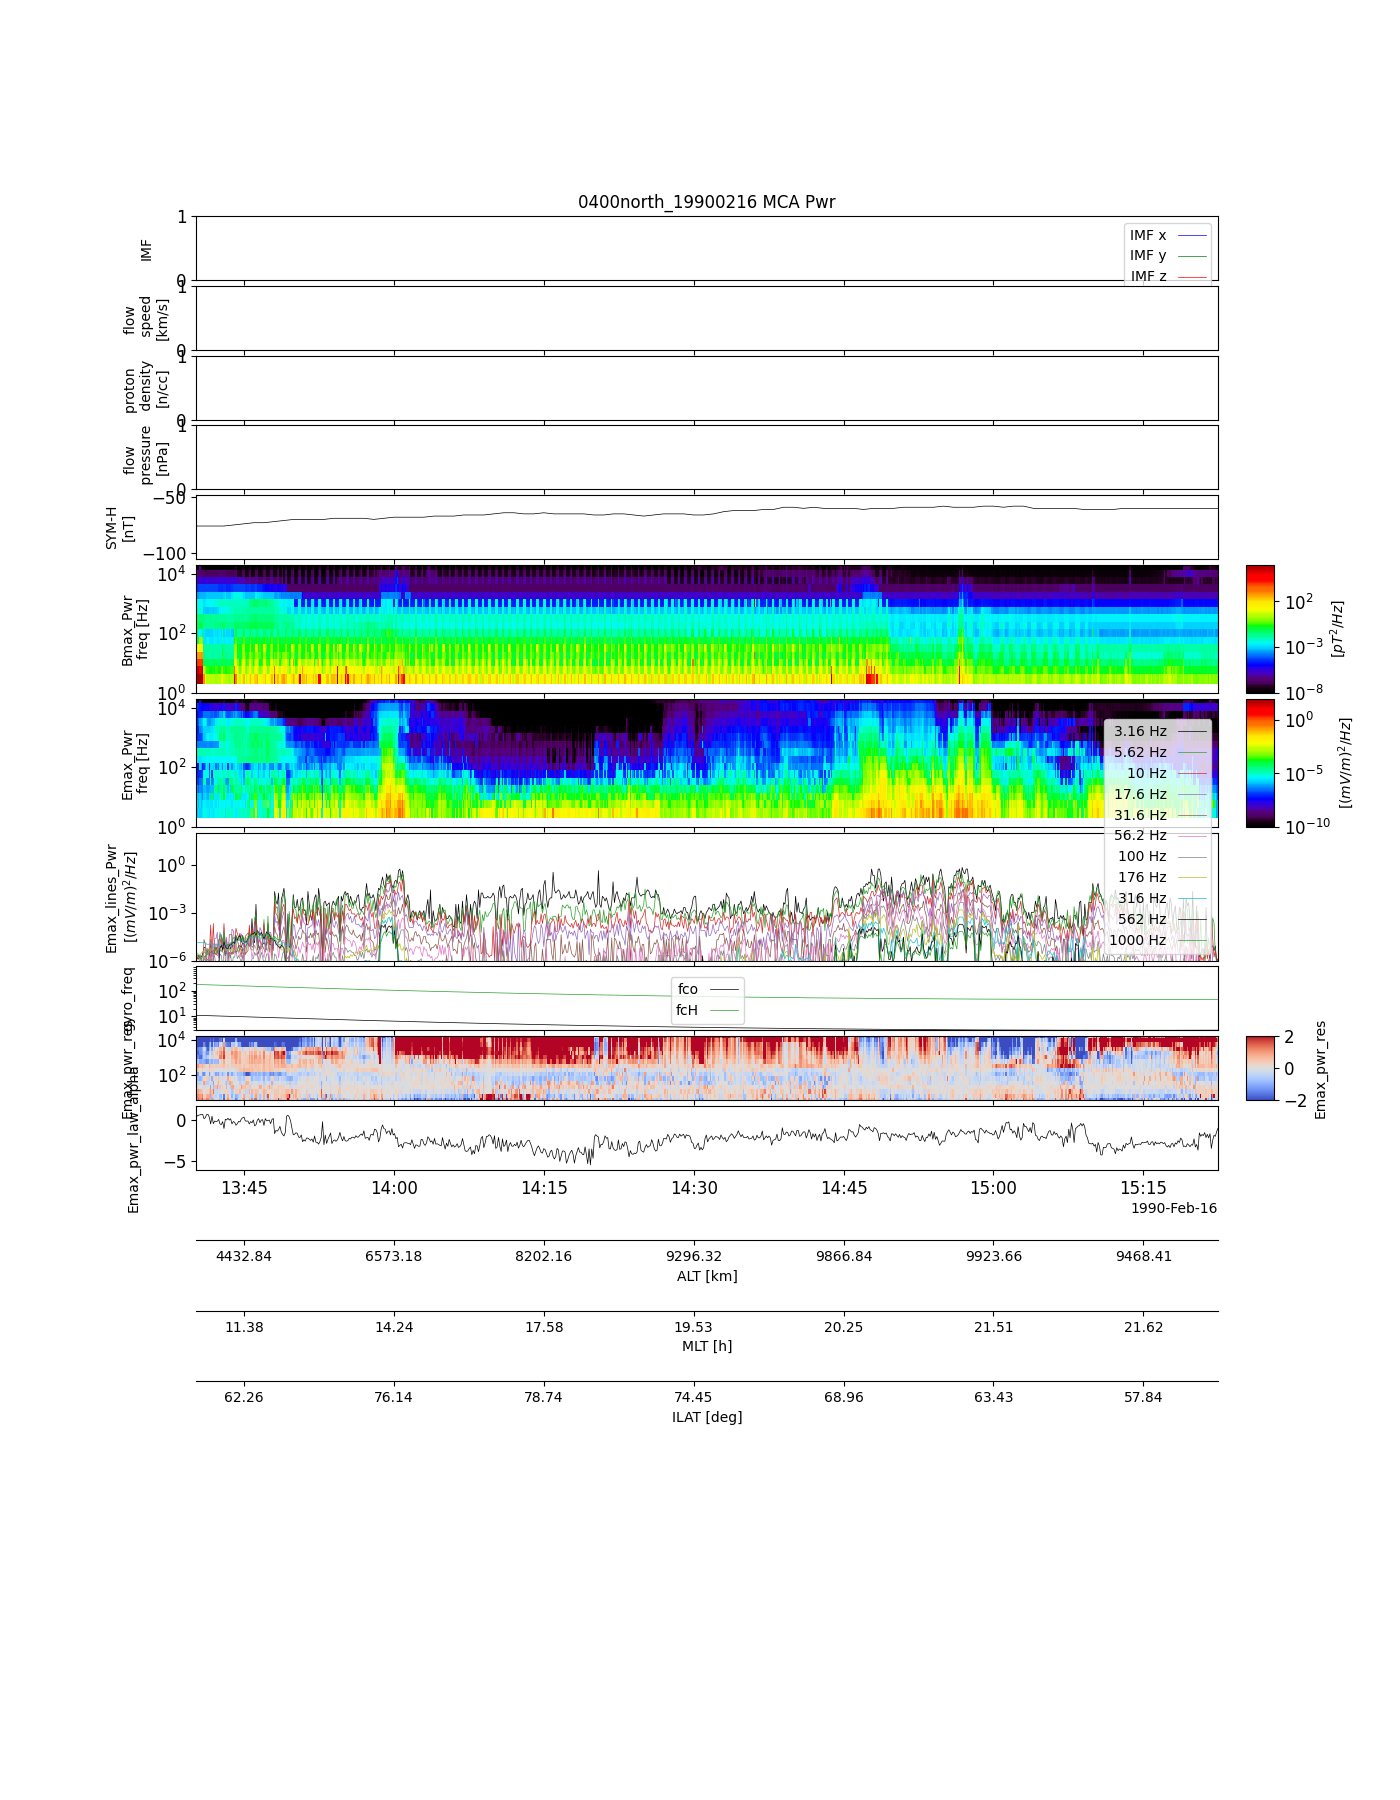 0400north_19900216 MCA Pwr
1
0
IMF
IMF x
IMF y
IMF z
1
0
flow
speed
[km/s]
1
0
proton
density
[n/cc]
1
0
flow
pressure
[nPa]
−50
−100
SYM-H
[nT]
10^4
10^2
10^0
Bmax_Pwr
freq [Hz]
10^2
10^−3
10^−8
[pT^2/Hz]
10^4
10^2
10^0
Emax_Pwr
freq [Hz]
10^0
10^−5
10^−10
[(mV/m)^2/Hz]
3.16 Hz
5.62 Hz
10 Hz
17.6 Hz
31.6 Hz
56.2 Hz
100 Hz
176 Hz
316 Hz
562 Hz
1000 Hz
10^0
10^−3
10^−6
Emax_lines_Pwr
[(mV/m)^2/Hz]
10^2
10^1
gyro_freq
fco
fcH
10^4
10^2
Emax_pwr_res
2
0
−2
Emax_pwr_res
0
−5
Emax_pwr_law_alpha
13:45 14:00 14:15 14:30 14:45 15:00 15:15
1990-Feb-16
4432.84 6573.18 8202.16 9296.32 9866.84 9923.66 9468.41
ALT [km]
11.38 14.24 17.58 19.53 20.25 21.51 21.62
MLT [h]
62.26 76.14 78.74 74.45 68.96 63.43 57.84
ILAT [deg]